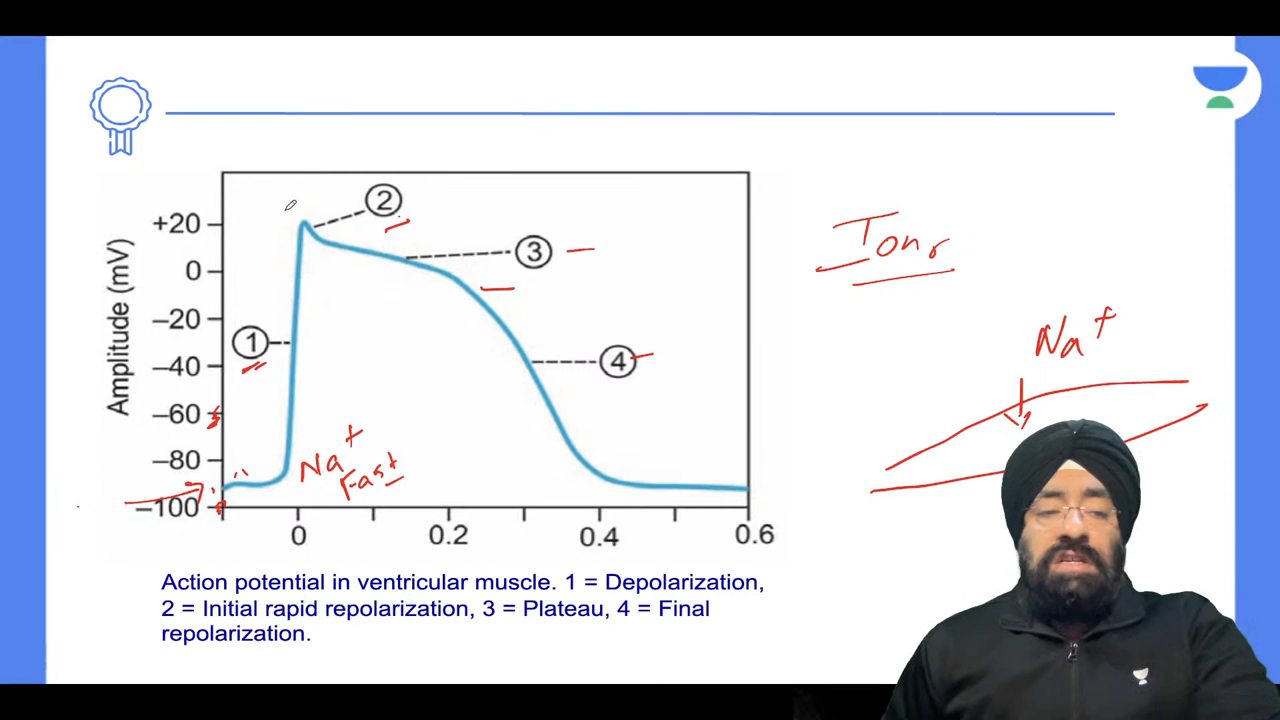 +20
0
−20
−40
−60
−80
−100
Amplitude (mV)
1
2
3
4
0
0.2
0.4
0.6
Na+
Fast
Na+
Action potential in ventricular muscle. 1 = Depolarization,
2 = Initial rapid repolarization, 3 = Plateau, 4 = Final
repolarization.